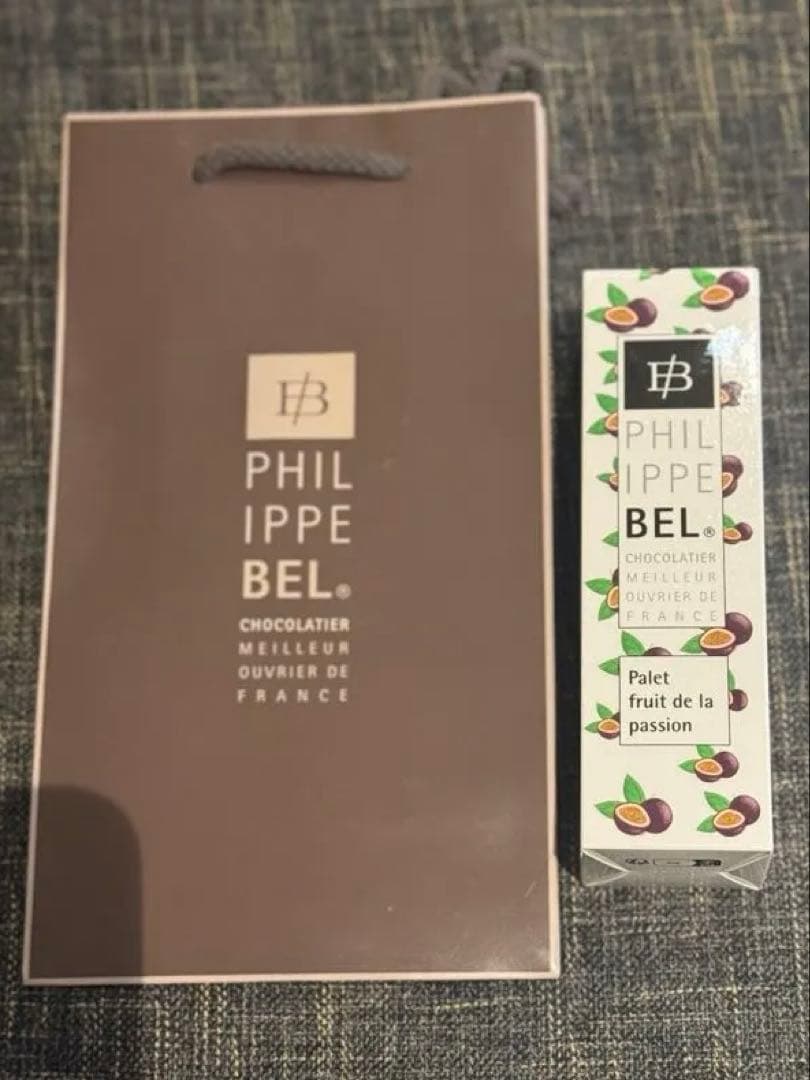 PHIL
IPPE
BEL®
CHOCOLATIER
MEILLEUR
OUVRIER DE
FRANCE
PHIL
IPPE
BEL®
CHOCOLATIER
MEILLEUR
OUVRIER DE
FRANCE
Palet
fruit de la
passion